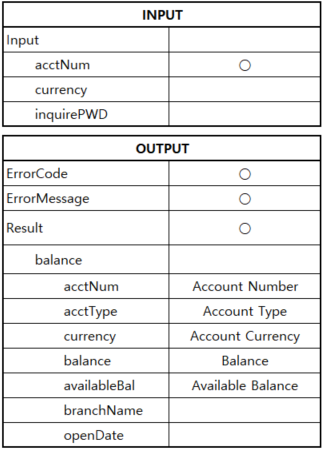 INPUT
Input
acctNum ○
currency
inquirePWD
OUTPUT
ErrorCode ○
ErrorMessage ○
Result ○
balance
acctNum Account Number
acctType Account Type
currency Account Currency
balance Balance
availableBal Available Balance
branchName
openDate